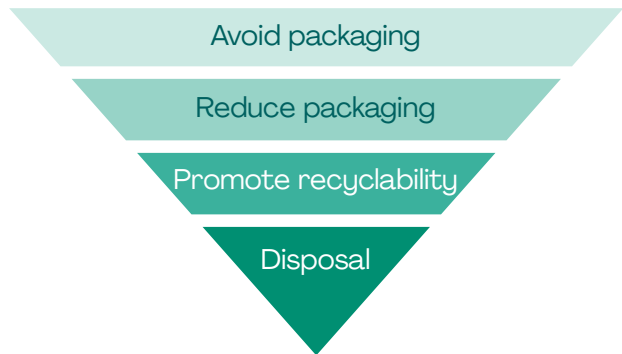 Avoid packaging
Reduce packaging
Promote recyclability
Disposal